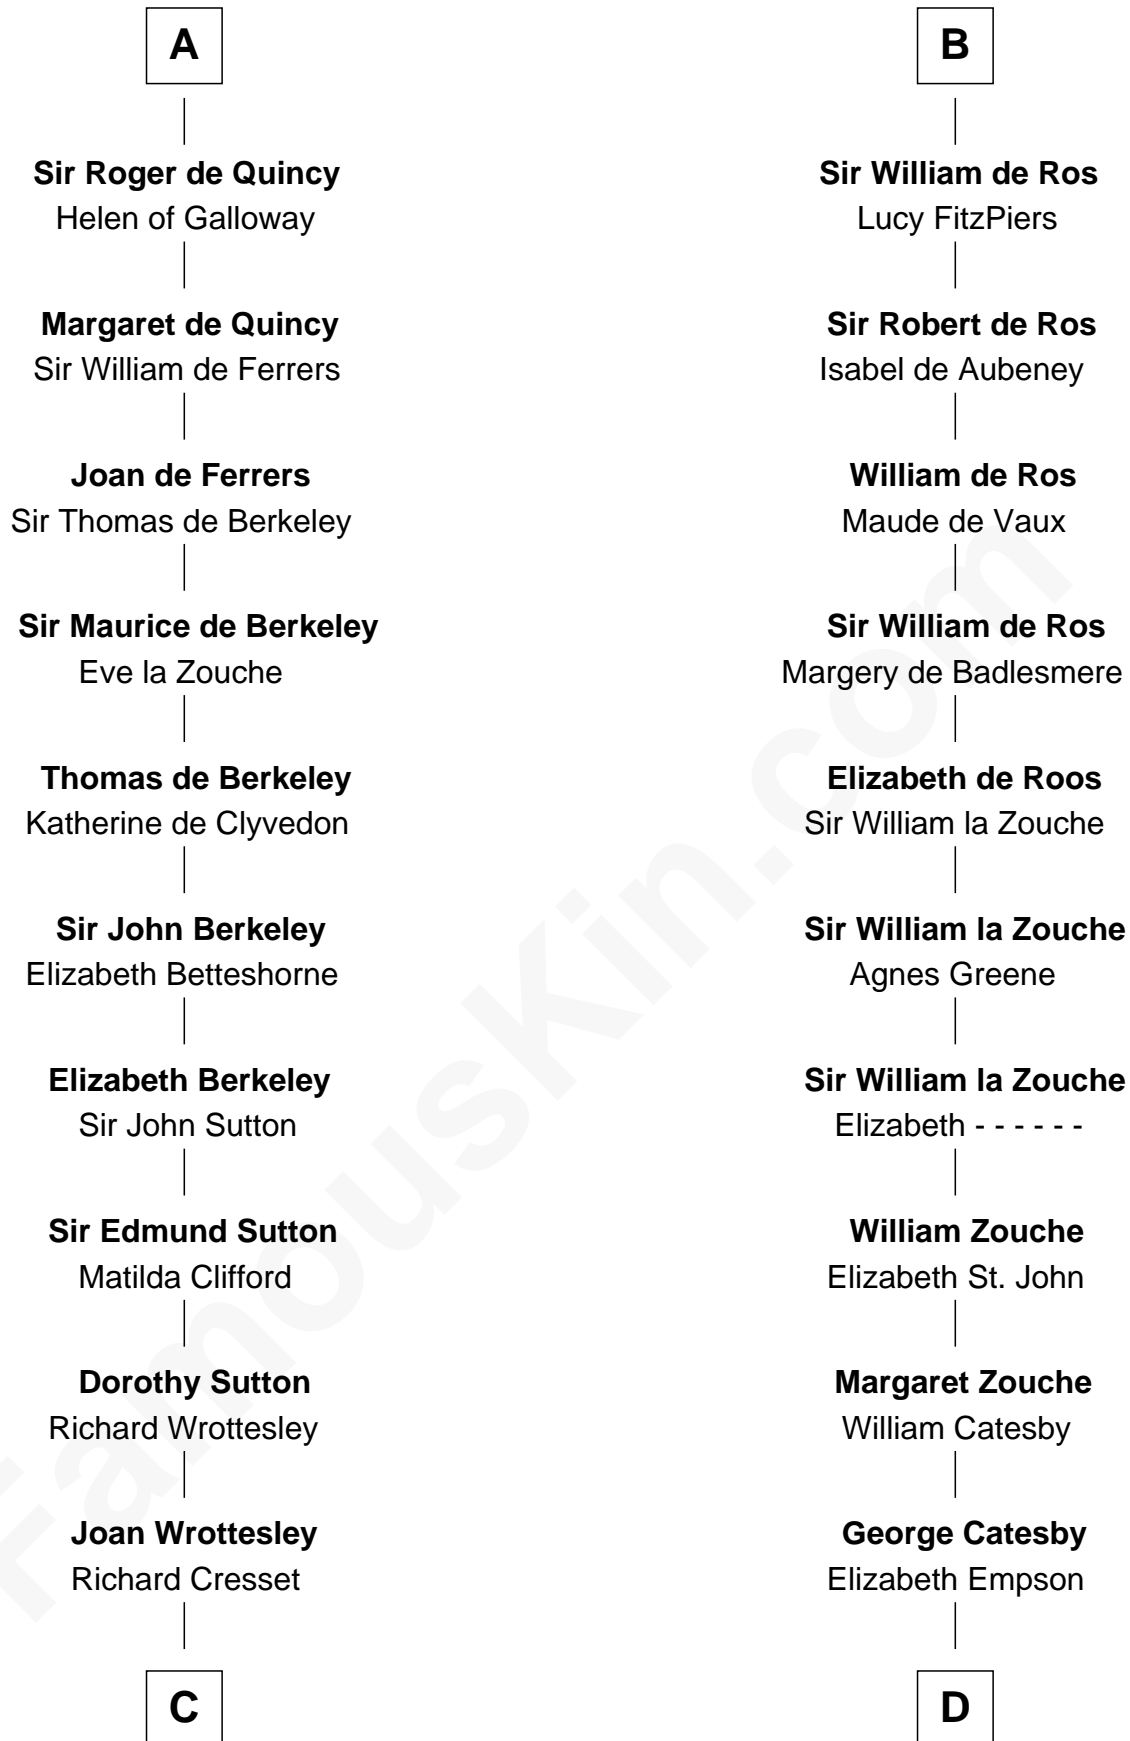 A
Sir Roger de Quincy
Helen of Galloway
Margaret de Quincy
Sir William de Ferrers
Joan de Ferrers
Sir Thomas de Berkeley
Sir Maurice de Berkeley
Eve la Zouche
Thomas de Berkeley
Katherine de Clyvedon
Sir John Berkeley
Elizabeth Betteshorne
Elizabeth Berkeley
Sir John Sutton
Sir Edmund Sutton
Matilda Clifford
Dorothy Sutton
Richard Wrottesley
Joan Wrottesley
Richard Cresset
C
B
Sir William de Ros
Lucy FitzPiers
Sir Robert de Ros
Isabel de Aubeney
William de Ros
Maude de Vaux
Sir William de Ros
Margery de Badlesmere
Elizabeth de Roos
Sir William la Zouche
Sir William la Zouche
Agnes Greene
Sir William la Zouche
Elizabeth - - - - - -
William Zouche
Elizabeth St. John
Margaret Zouche
William Catesby
George Catesby
Elizabeth Empson
D
FamousKin.com